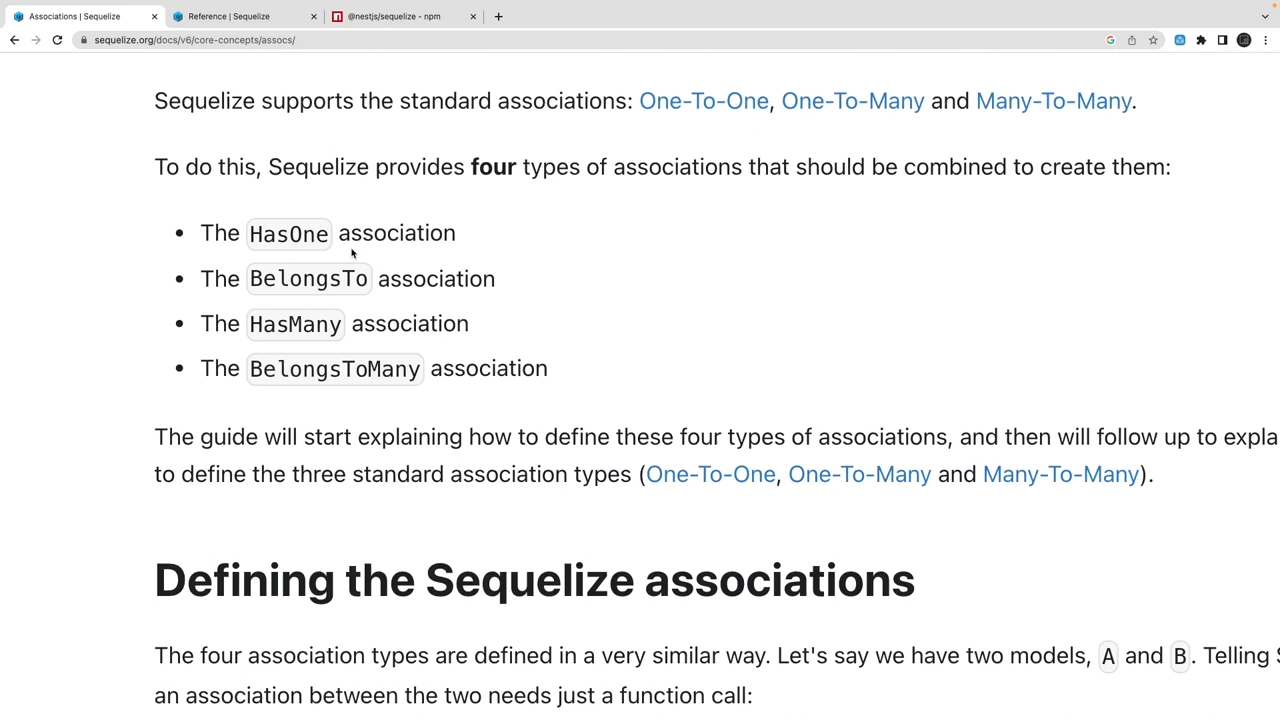 Associations | Sequelize
Reference | Sequelize
@nestjs/sequelize - npm
sequelize.org/docs/v6/core-concepts/assocs/
Sequelize supports the standard associations: One-To-One, One-To-Many and Many-To-Many.
To do this, Sequelize provides four types of associations that should be combined to create them:
• The HasOne association
• The BelongsTo association
• The HasMany association
• The BelongsToMany association
The guide will start explaining how to define these four types of associations, and then will follow up to expla
to define the three standard association types (One-To-One, One-To-Many and Many-To-Many).
Defining the Sequelize associations
The four association types are defined in a very similar way. Let's say we have two models, A and B. Telling S
an association between the two needs just a function call: